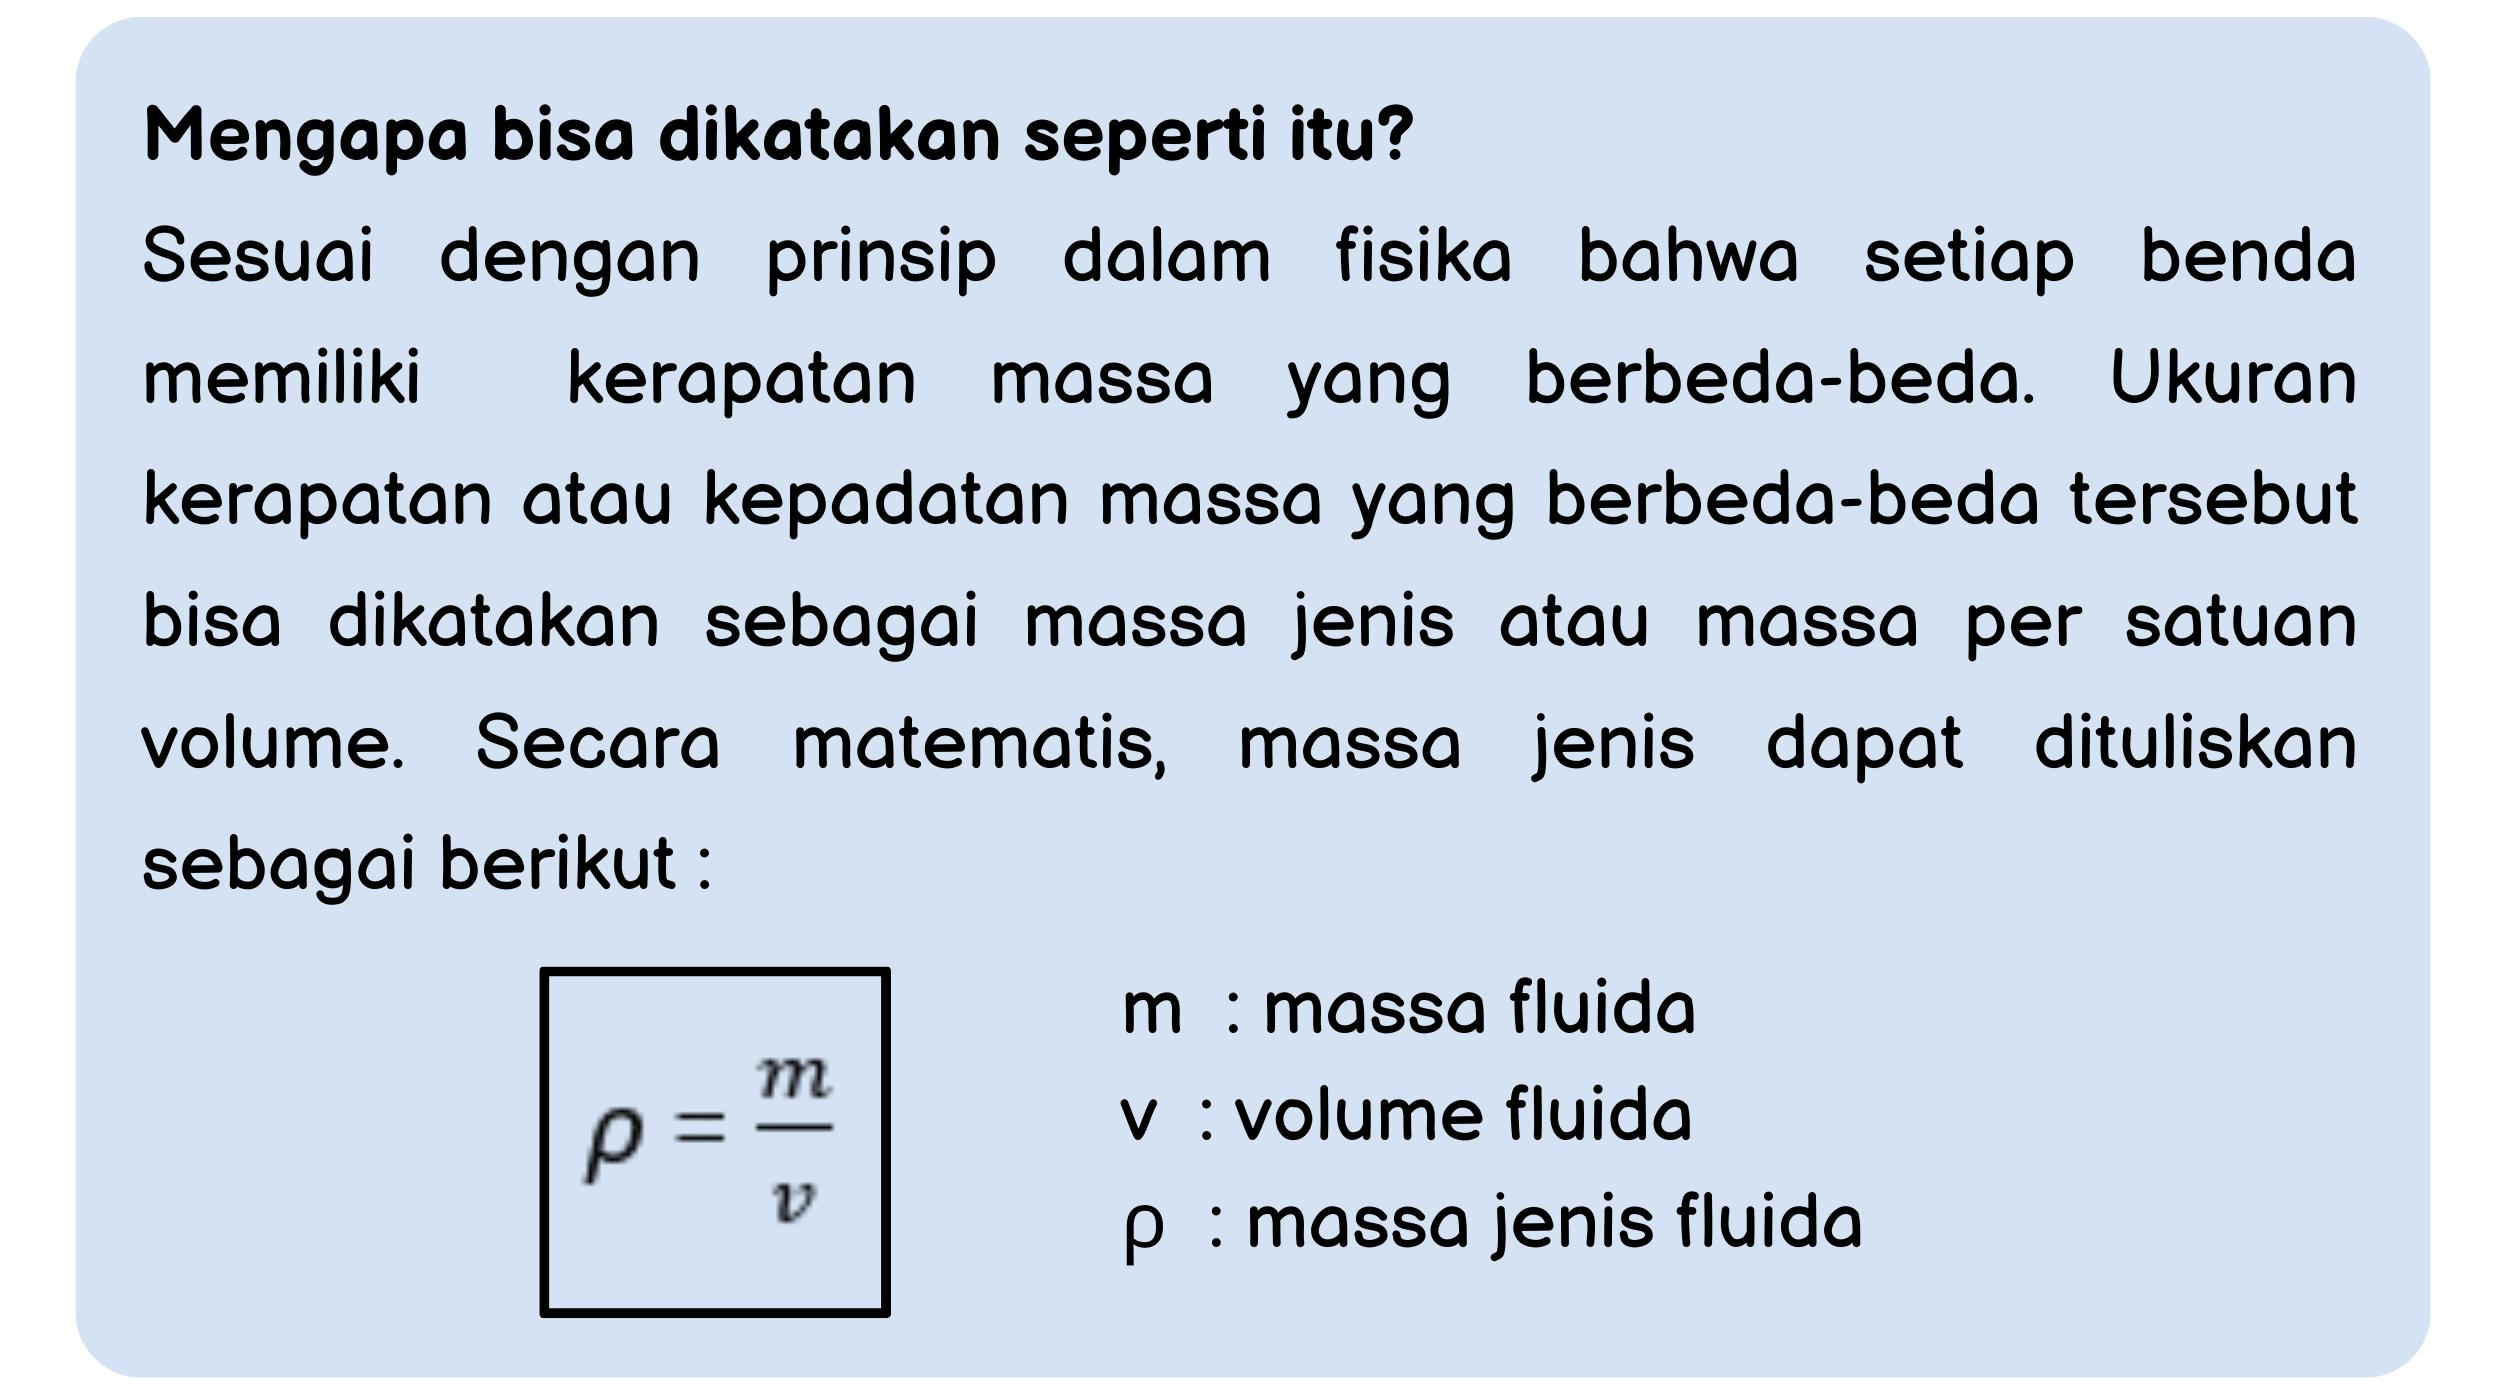 Mengapa bisa dikatakan seperti itu?
Sesuai dengan prinsip dalam fisika bahwa setiap benda
memiliki kerapatan massa yang berbeda-beda. Ukuran
kerapatan atau kepadatan massa yang berbeda-beda tersebut
bisa dikatakan sebagai massa jenis atau massa per satuan
volume. Secara matematis, massa jenis dapat dituliskan
sebagai berikut :
ρ = m/v
m : massa fluida
v : volume fluida
ρ : massa jenis fluida